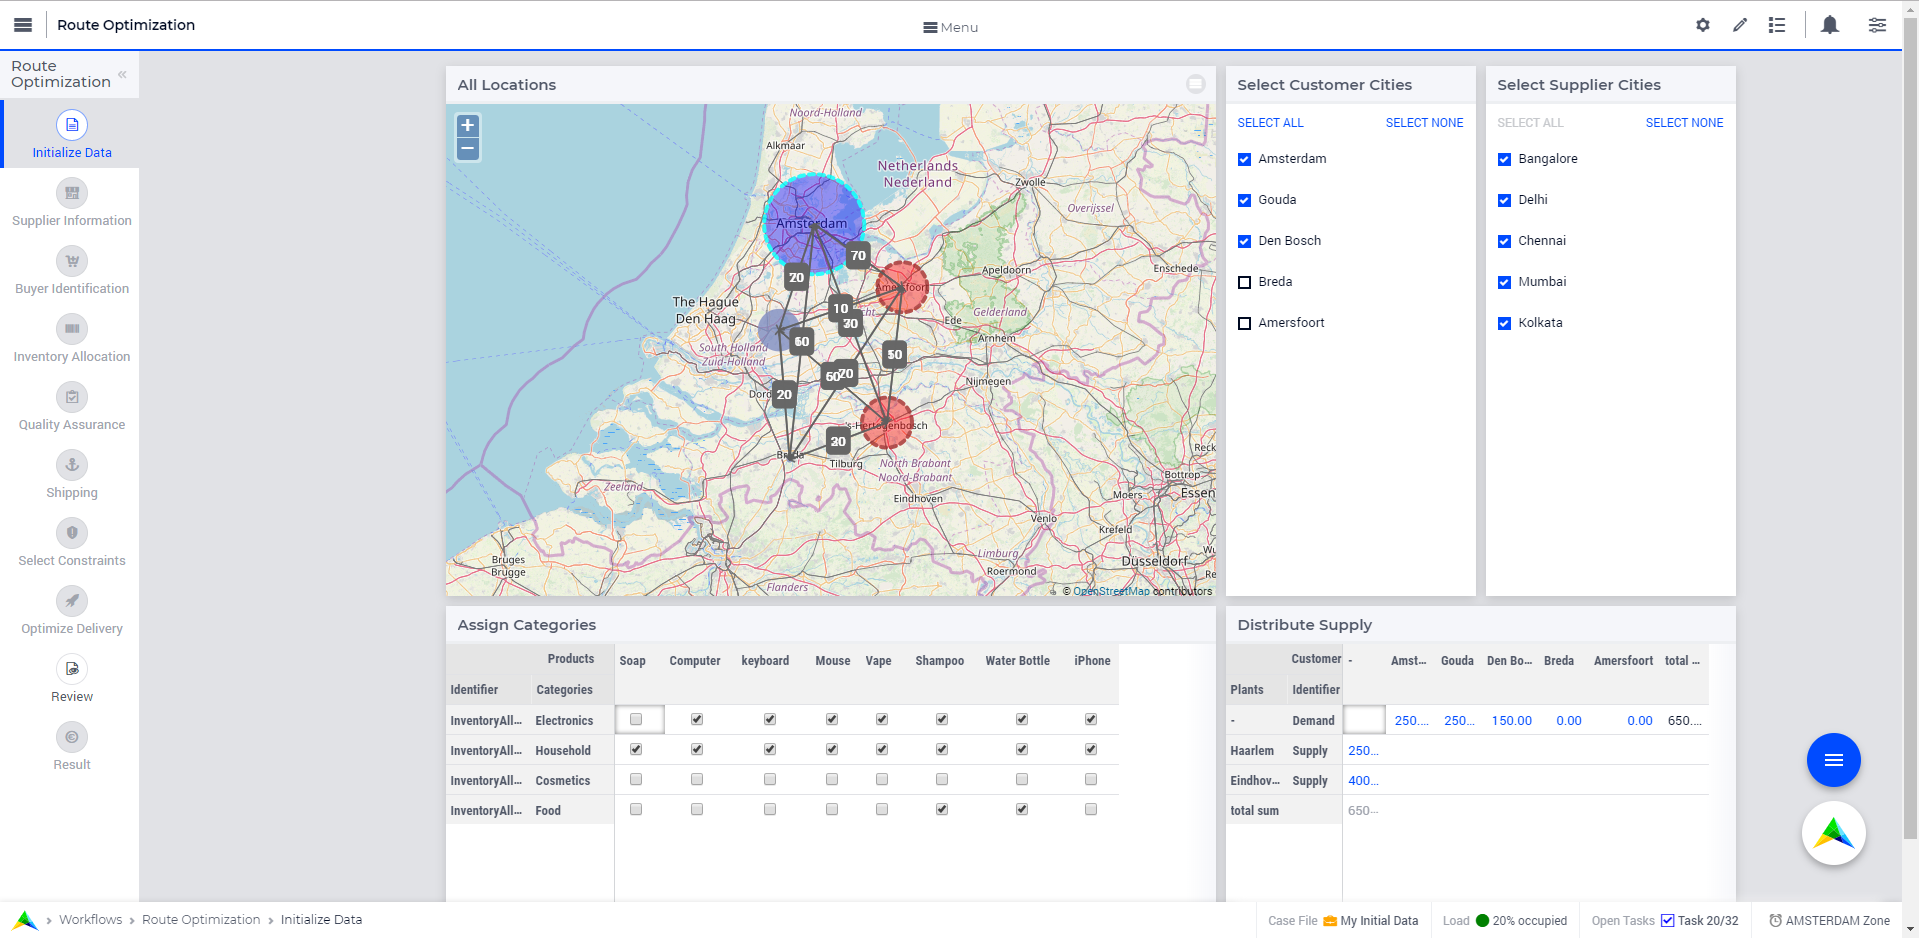 Route Optimization
Menu
Route
Optimization
Initialize Data
Supplier Information
Buyer Identification
Inventory Allocation
Quality Assurance
Shipping
Select Constraints
Optimize Delivery
Review
Result
All Locations
+
−
Noord-Holland
Alkmaar
Netherlands
Nederland
Zwolle
Overijssel
Amsterdam
70
70
Apeldoorn
Enschede
The Hague
Den Haag
10
30
Ede
Gelderland
Arnhem
South Holland
Zuid-Holland
60
50
60
70
Nijmegen
20
's-Hertogenbosch
20
Breda
Tilburg
North Brabant
Noord-Brabant
Zeeland
Eindhoven
Bottrop
Moers
Essen
Venlo
Krefeld
Bruges
Brugge
Limburg
Roermond
Düsseldorf
Flanders
© OpenStreetMap contributors
Select Customer Cities
SELECT ALL SELECT NONE
Amsterdam
Gouda
Den Bosch
Breda
Amersfoort
Select Supplier Cities
SELECT ALL SELECT NONE
Bangalore
Delhi
Chennai
Mumbai
Kolkata
Assign Categories
Products Soap Computer keyboard Mouse Vape Shampoo Water Bottle iPhone
Identifier Categories
InventoryAll... Electronics
InventoryAll... Household
InventoryAll... Cosmetics
InventoryAll... Food
Distribute Supply
Customer - Amst... Gouda Den Bo... Breda Amersfoort total ...
Plants Identifier
- Demand 250.... 250... 150.00 0.00 0.00 650....
Haarlem Supply 250...
Eindhov... Supply 400...
total sum 650...
Workflows > Route Optimization > Initialize Data
Case File My Initial Data Load 20% occupied Open Tasks Task 20/32 AMSTERDAM Zone